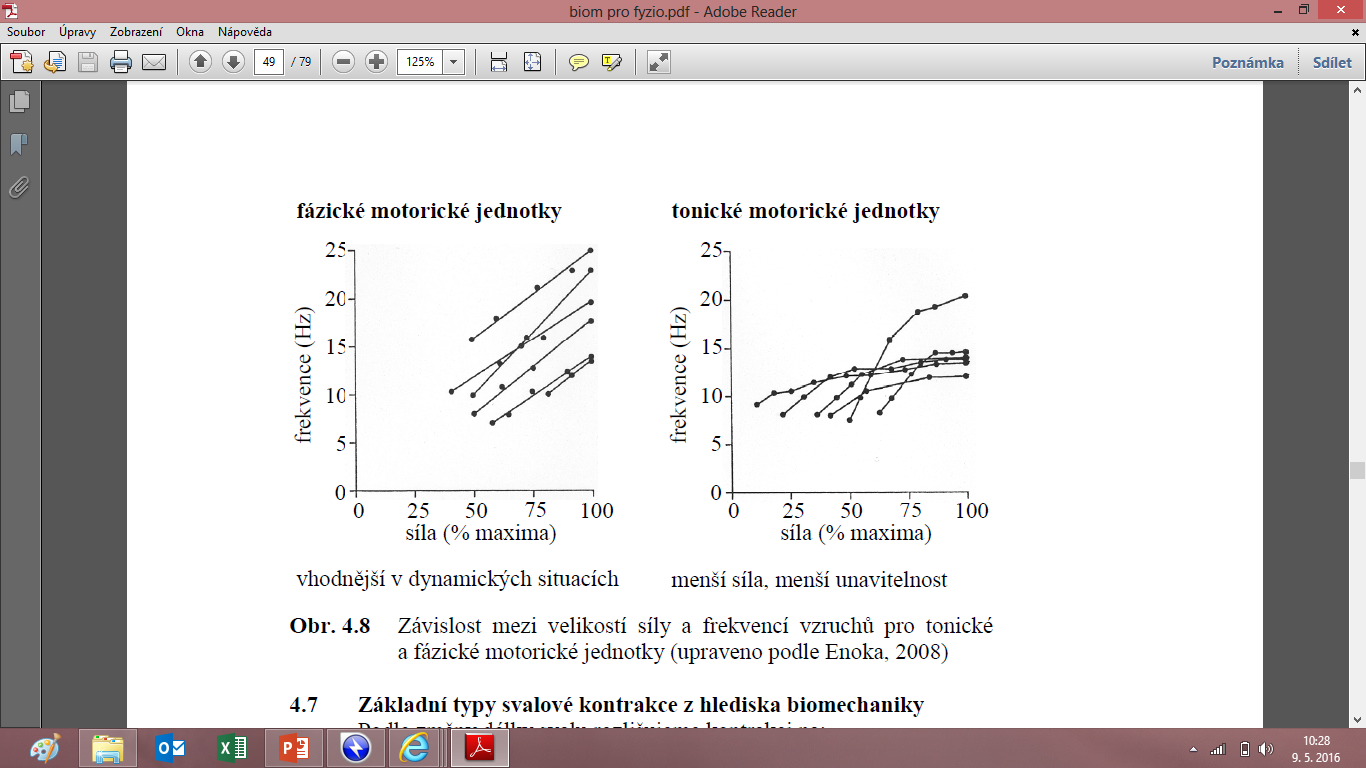 biom pro fyzio.pdf - Adobe Reader
Soubor Úpravy Zobrazení Okna Nápověda
49 / 79 125% Poznámka Sdílet
fázické motorické jednotky
tonické motorické jednotky
25
20
15
10
5
0
frekvence (Hz)
0 25 50 75 100
síla (% maxima)
25
20
15
10
5
0
frekvence (Hz)
0 25 50 75 100
síla (% maxima)
vhodnější v dynamických situacích
menší síla, menší unavitelnost
Obr. 4.8 Závislost mezi velikostí síly a frekvencí vzruchů pro tonické
a fázické motorické jednotky (upraveno podle Enoka, 2008)
4.7 Základní typy svalové kontrakce z hlediska biomechaniky
10:28
9. 5. 2016